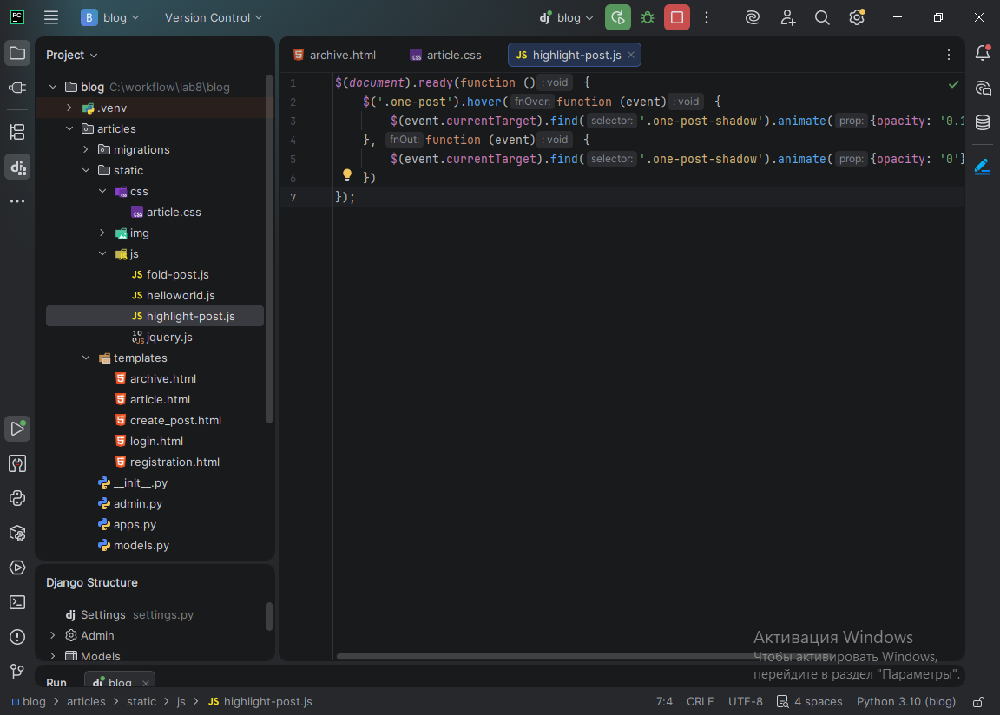 PC B blog Version Control dj blog
Project
archive.html
CSS article.css
JS highlight-post.js
blog C:\workflow\lab8\blog
.venv
articles
migrations
static
css
CSS article.css
img
js
JS fold-post.js
JS helloworld.js
JS highlight-post.js
jquery.js
templates
archive.html
article.html
create_post.html
login.html
registration.html
__init__.py
admin.py
apps.py
models.py
1 $(document).ready(function () : void {
2 $('.one-post').hover( fnOver: function (event) : void {
3 $(event.currentTarget).find( selector: '.one-post-shadow').animate( prop: {opacity: '0.1
4 }, fnOut: function (event) : void {
5 $(event.currentTarget).find( selector: '.one-post-shadow').animate( prop: {opacity: '0'}
6 })
7 });
Django Structure
dj Settings settings.py
Admin
Models
Run dj blog
Активация Windows
Чтобы активировать Windows,
перейдите в раздел "Параметры".
blog > articles > static > js > JS highlight-post.js 7:4 CRLF UTF-8 4 spaces Python 3.10 (blog)